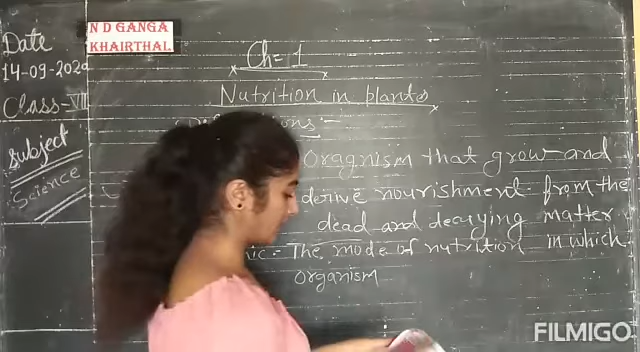 N D GANGA
KHAIRTHAL
Date
14-09-2020
Class-VII
Subject
Science
Ch=1
Nutrition in plants
Oragnism that grow and
derive nourishment from the
dead and decaying matter.
The mode of nutrition in which
organism
FILMIGO